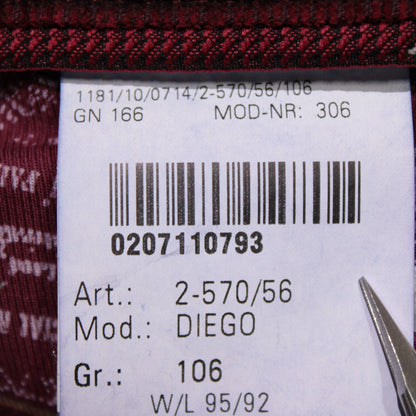 1181/10/0714/2-570/56/106
GN 166 MOD-NR: 306
0207110793
Art.: 2-570/56
Mod.: DIEGO
Gr.: 106
W/L 95/92